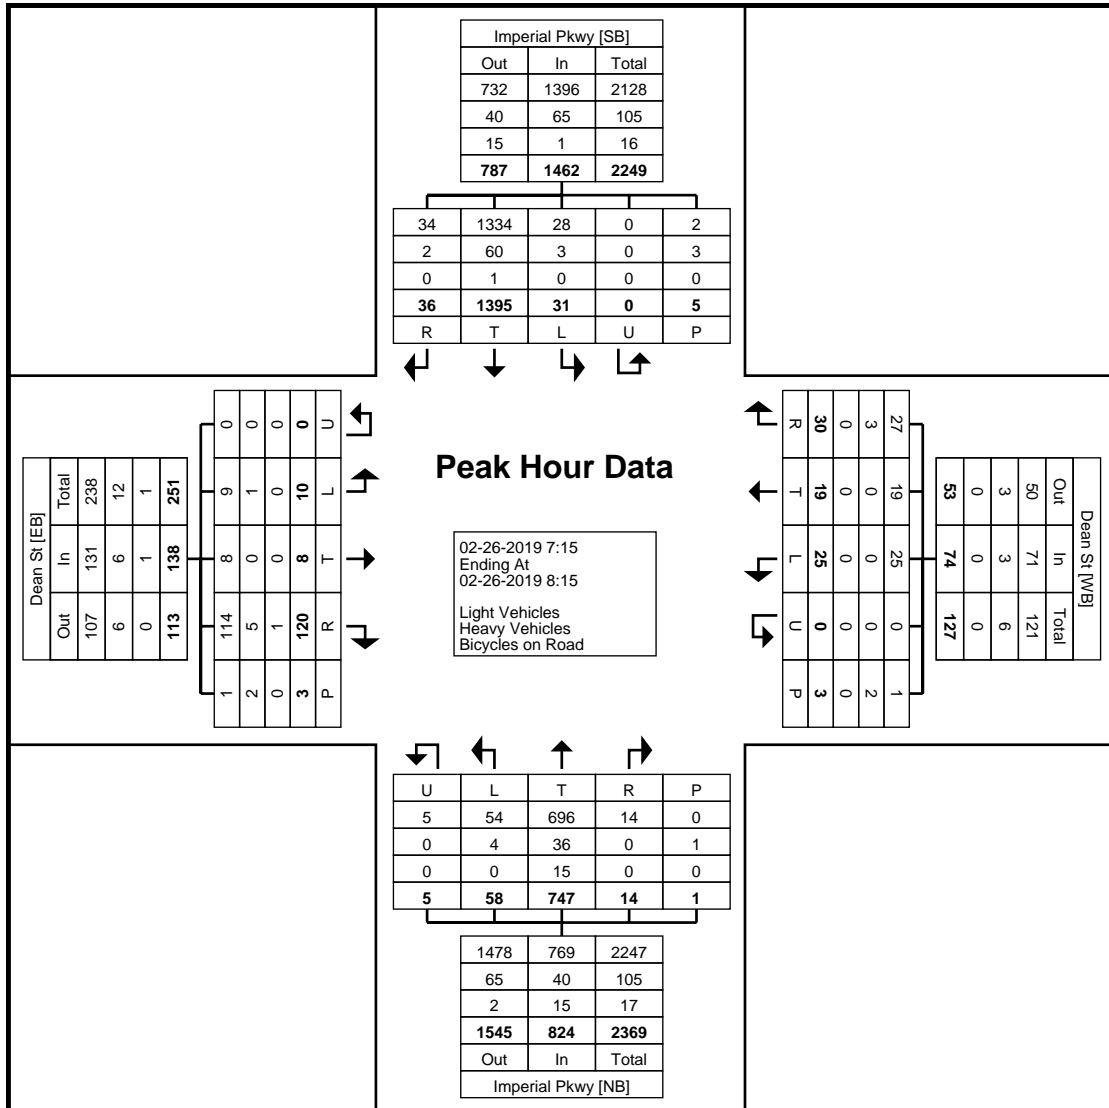 Imperial Pkwy [SB]
Out In Total
732 1396 2128
40 65 105
15 1 16
787 1462 2249
34 1334 28 0 2
2 60 3 0 3
0 1 0 0 0
36 1395 31 0 5
R T L U P
Dean St [EB]
Total 238 12 1 251
In 131 6 1 138
Out 107 6 0 113
0 0 0 0 U
9 1 0 10 L
8 0 0 8 T
114 5 1 120 R
1 2 0 3 P
Peak Hour Data
02-26-2019 7:15
Ending At
02-26-2019 8:15
Light Vehicles
Heavy Vehicles
Bicycles on Road
R 30 0 3 27
T 19 0 0 19
L 25 0 0 25
U 0 0 0 0
P 3 0 2 1
53 0 3 50 Out
74 0 3 71 In
127 0 6 121 Total
Dean St [WB]
U L T R P
5 54 696 14 0
0 4 36 0 1
0 0 15 0 0
5 58 747 14 1
1478 769 2247
65 40 105
2 15 17
1545 824 2369
Out In Total
Imperial Pkwy [NB]